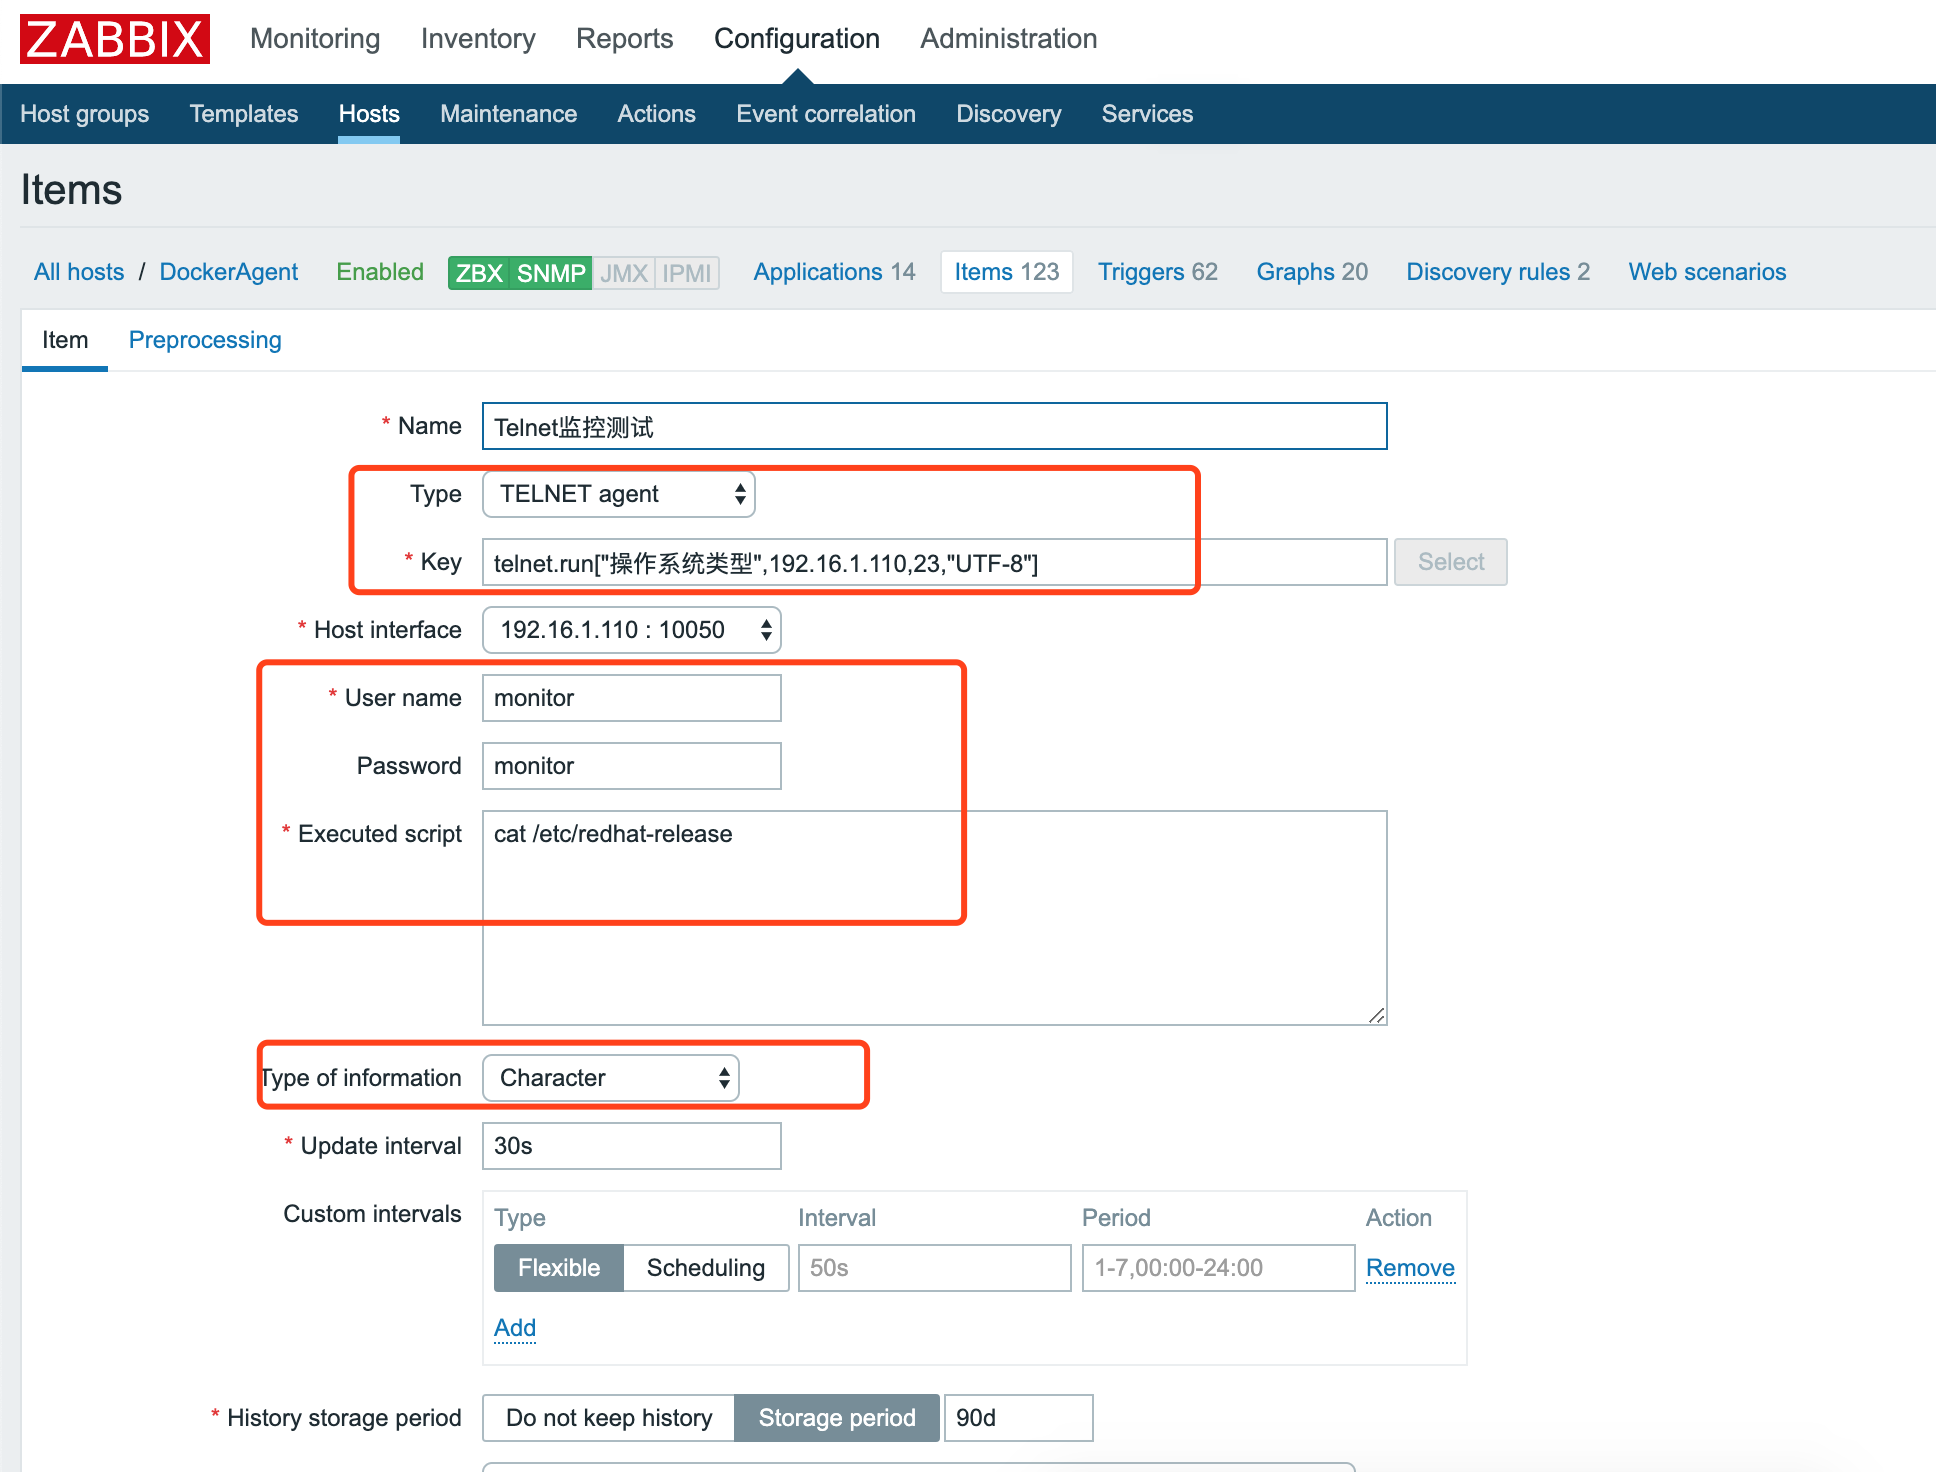 ZABBIX Monitoring Inventory Reports Configuration Administration
Host groups Templates Hosts Maintenance Actions Event correlation Discovery Services
Items
All hosts / DockerAgent Enabled ZBX SNMP JMX IPMI Applications 14 Items 123 Triggers 62 Graphs 20 Discovery rules 2 Web scenarios
Item Preprocessing
* Name Telnet监控测试
Type TELNET agent
* Key telnet.run["操作系统类型",192.16.1.110,23,"UTF-8"] Select
* Host interface 192.16.1.110 : 10050
* User name monitor
Password monitor
* Executed script cat /etc/redhat-release
Type of information Character
* Update interval 30s
Custom intervals Type Interval Period Action
Flexible Scheduling 50s 1-7,00:00-24:00 Remove
Add
* History storage period Do not keep history Storage period 90d